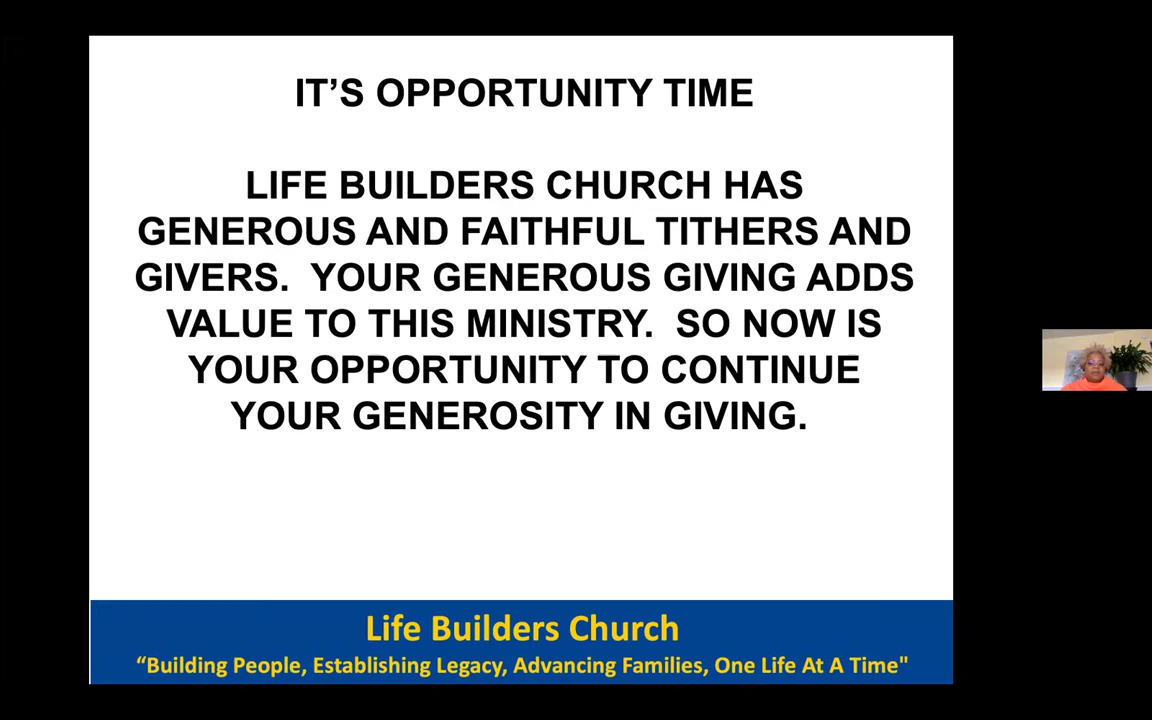 IT’S OPPORTUNITY TIME
LIFE BUILDERS CHURCH HAS
GENEROUS AND FAITHFUL TITHERS AND
GIVERS.  YOUR GENEROUS GIVING ADDS
VALUE TO THIS MINISTRY.  SO NOW IS
YOUR OPPORTUNITY TO CONTINUE
YOUR GENEROSITY IN GIVING.
Life Builders Church
“Building People, Establishing Legacy, Advancing Families, One Life At A Time"